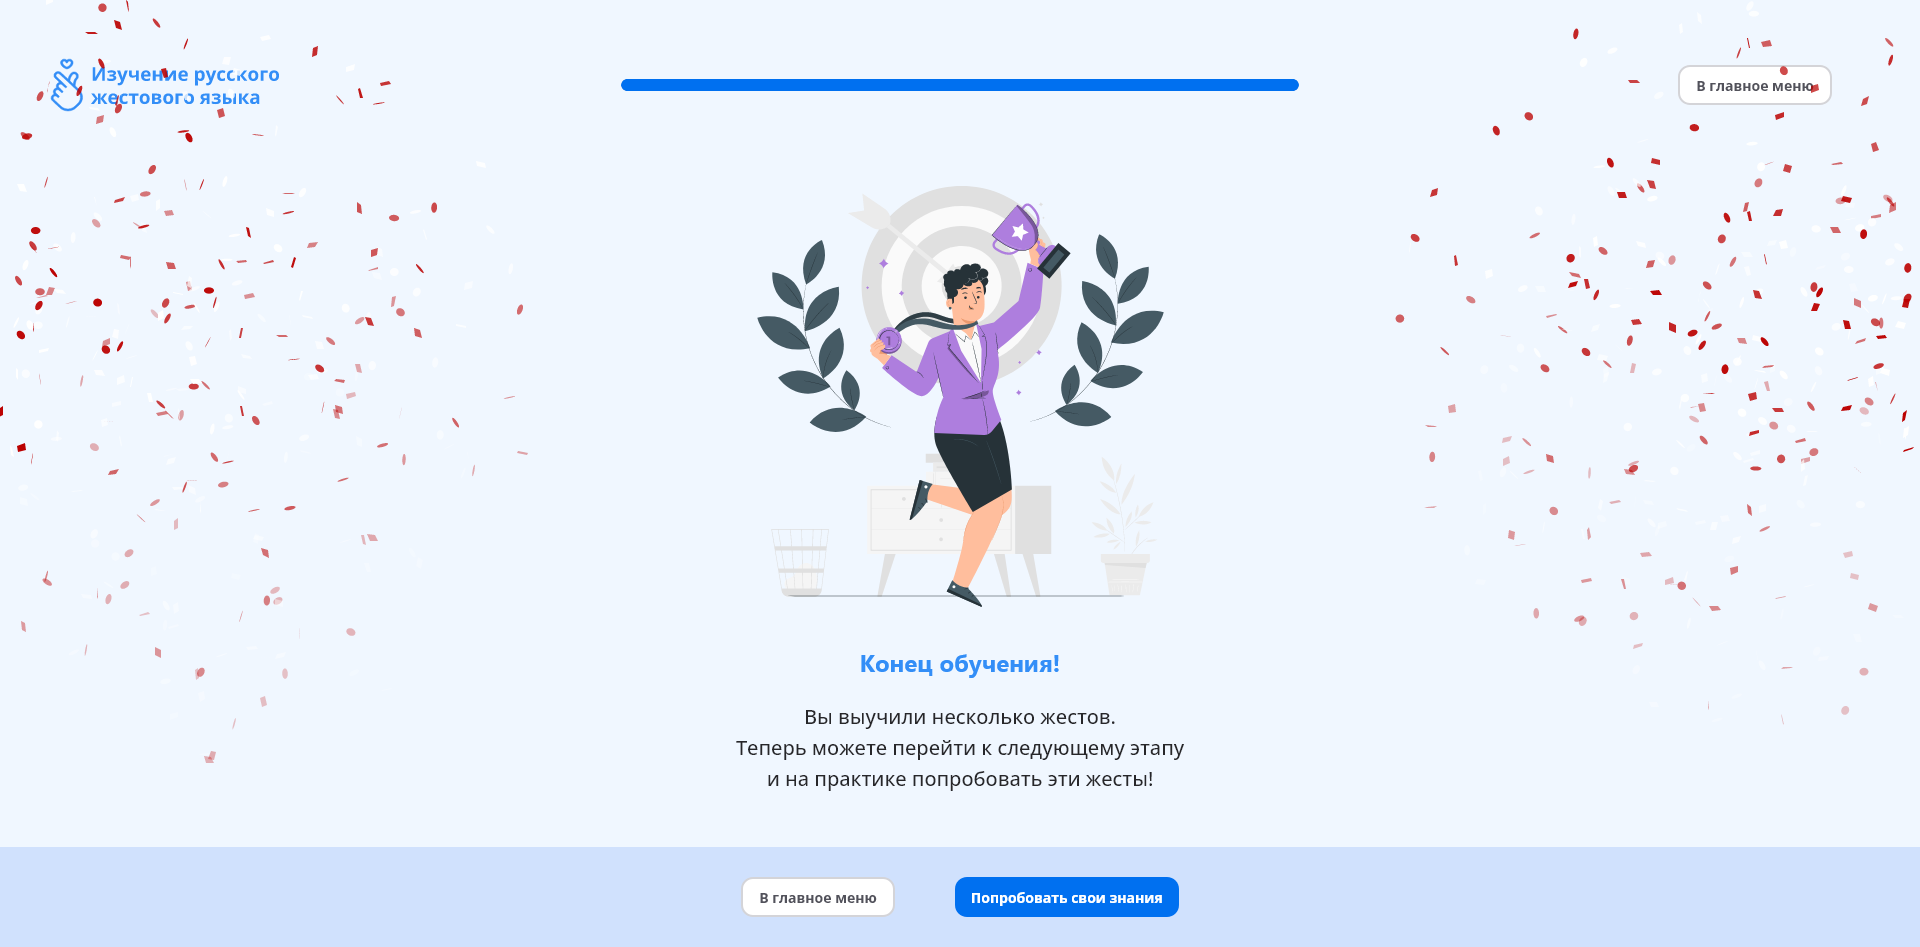 Изучение русского
жестового языка
В главное меню
1
Конец обучения!
Вы выучили несколько жестов.
Теперь можете перейти к следующему этапу
и на практике попробовать эти жесты!
В главное меню
Попробовать свои знания